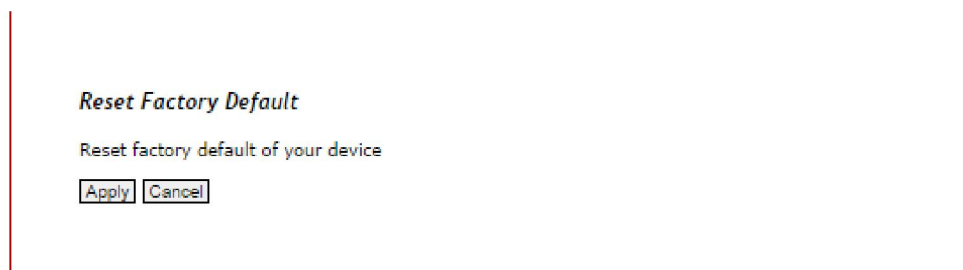 Reset Factory Default
Reset factory default of your device
Apply Cancel